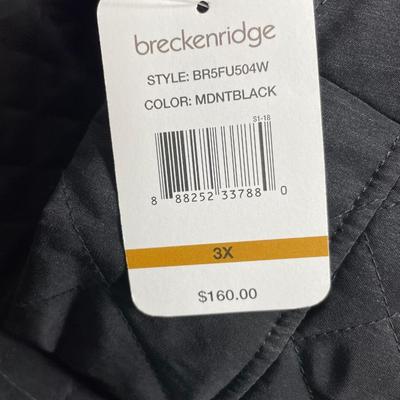 breckenridge
STYLE: BR5FU504W
COLOR: MDNTBLACK
S1-18
8 88252 33788 0
3X
$160.00